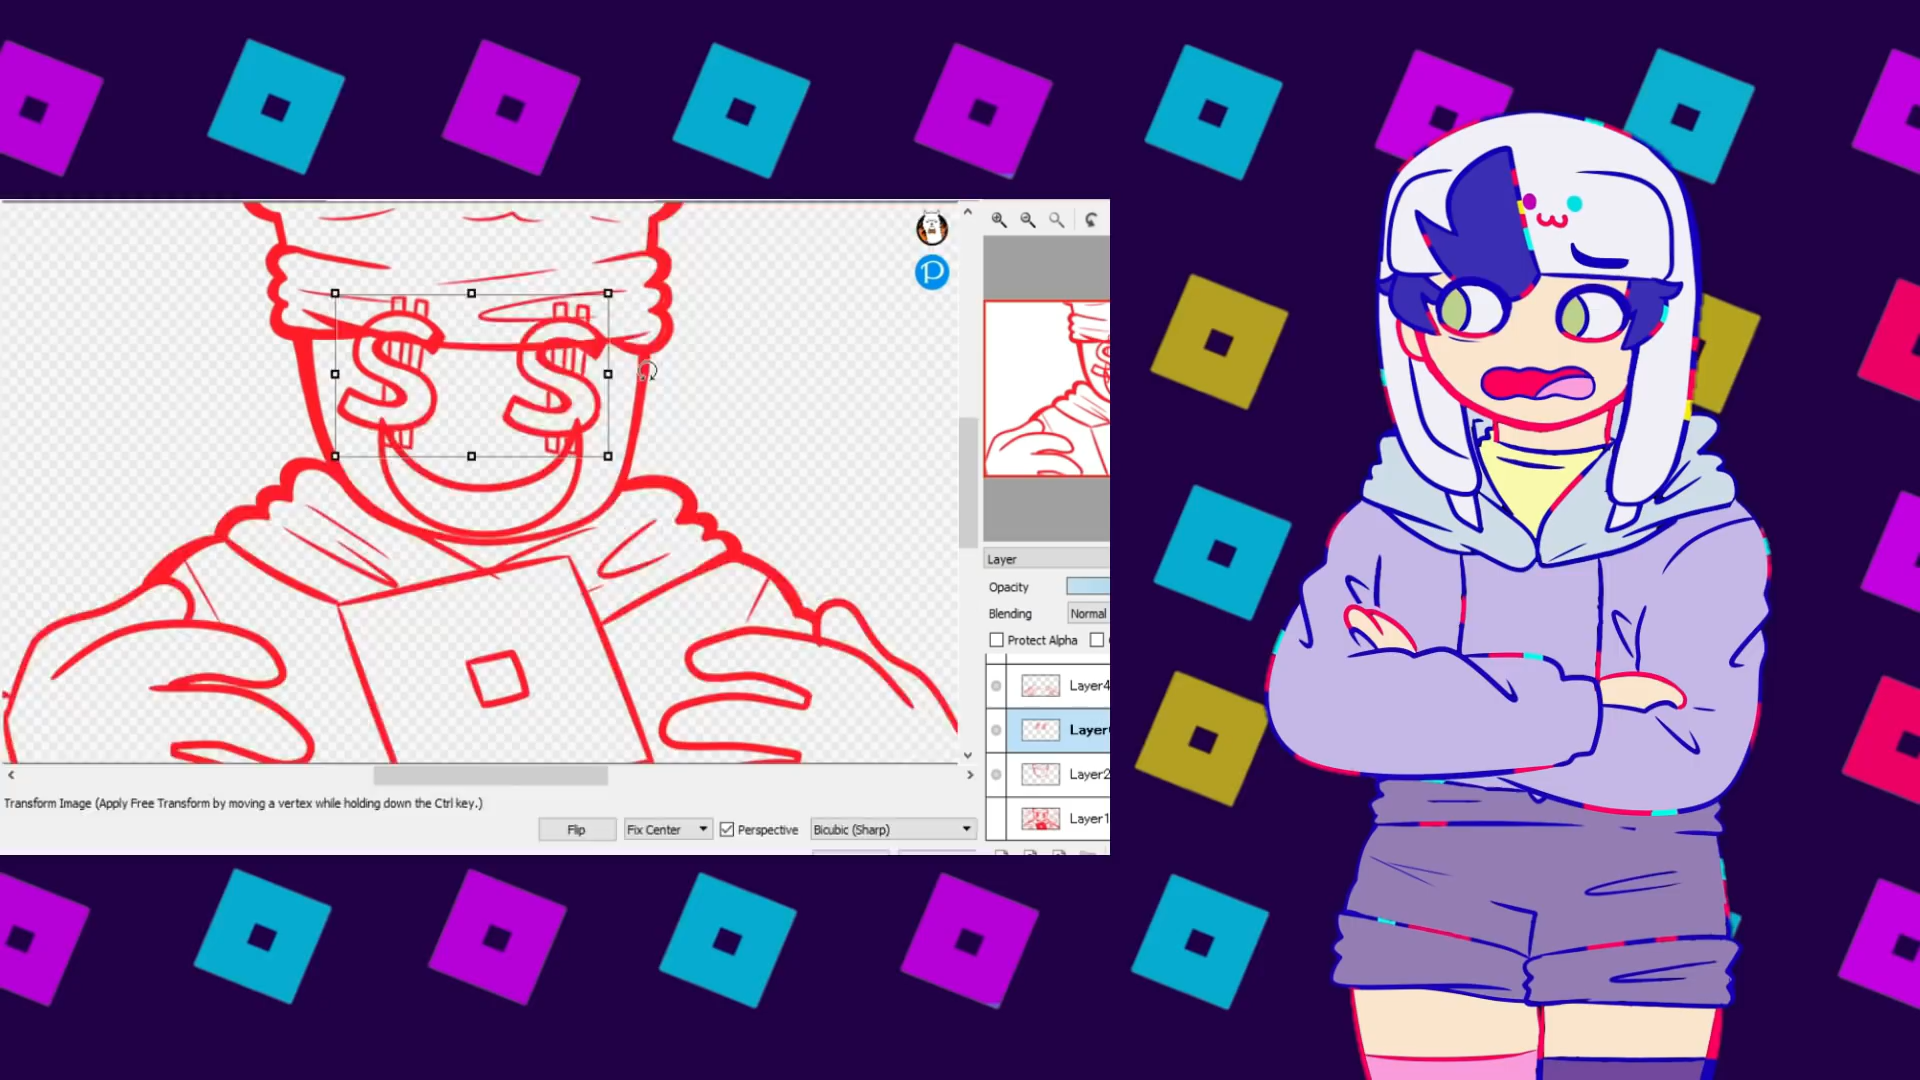 $ $
Layer
Opacity
Blending Normal
Protect Alpha
Layer4
Layer
Layer2
Layer1
Transform Image (Apply Free Transform by moving a vertex while holding down the Ctrl key.)
Flip Fix Center Perspective Bicubic (Sharp)